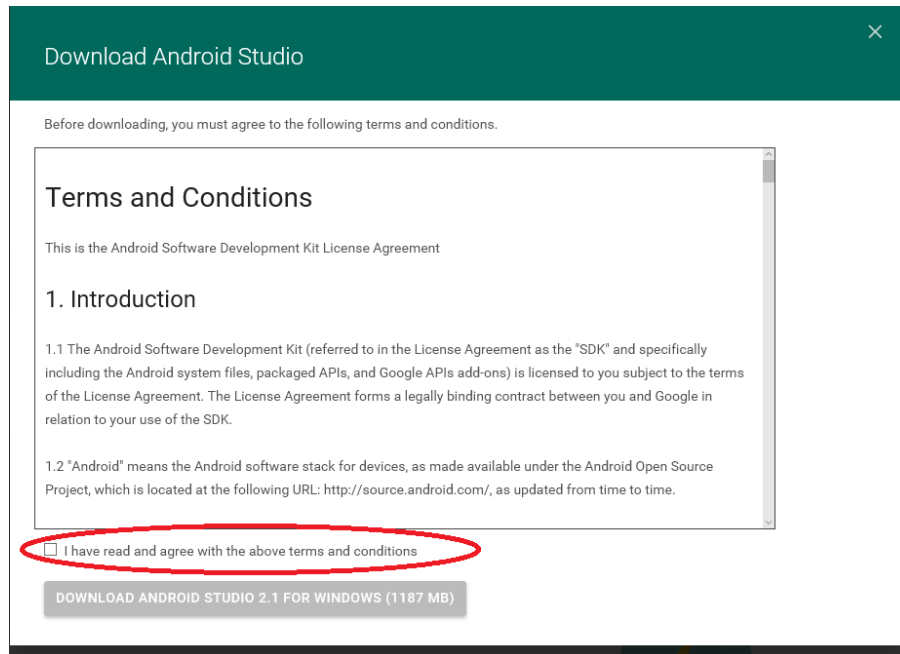 Download Android Studio
Before downloading, you must agree to the following terms and conditions.
Terms and Conditions
This is the Android Software Development Kit License Agreement
1. Introduction
1.1 The Android Software Development Kit (referred to in the License Agreement as the "SDK" and specifically
including the Android system files, packaged APIs, and Google APIs add-ons) is licensed to you subject to the terms
of the License Agreement. The License Agreement forms a legally binding contract between you and Google in
relation to your use of the SDK.
1.2 "Android" means the Android software stack for devices, as made available under the Android Open Source
Project, which is located at the following URL: http://source.android.com/, as updated from time to time.
I have read and agree with the above terms and conditions
DOWNLOAD ANDROID STUDIO 2.1 FOR WINDOWS (1187 MB)